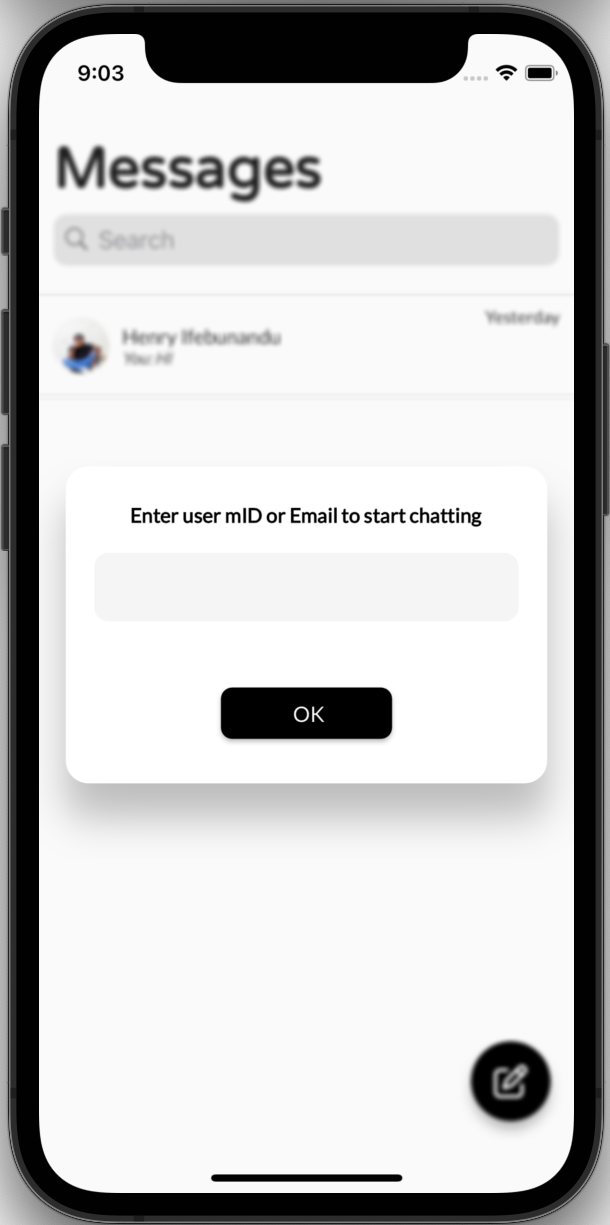 9:03
Messages
Search
Yesterday
Henry Ifebunandu
You: Hi!
Enter user mID or Email to start chatting
OK